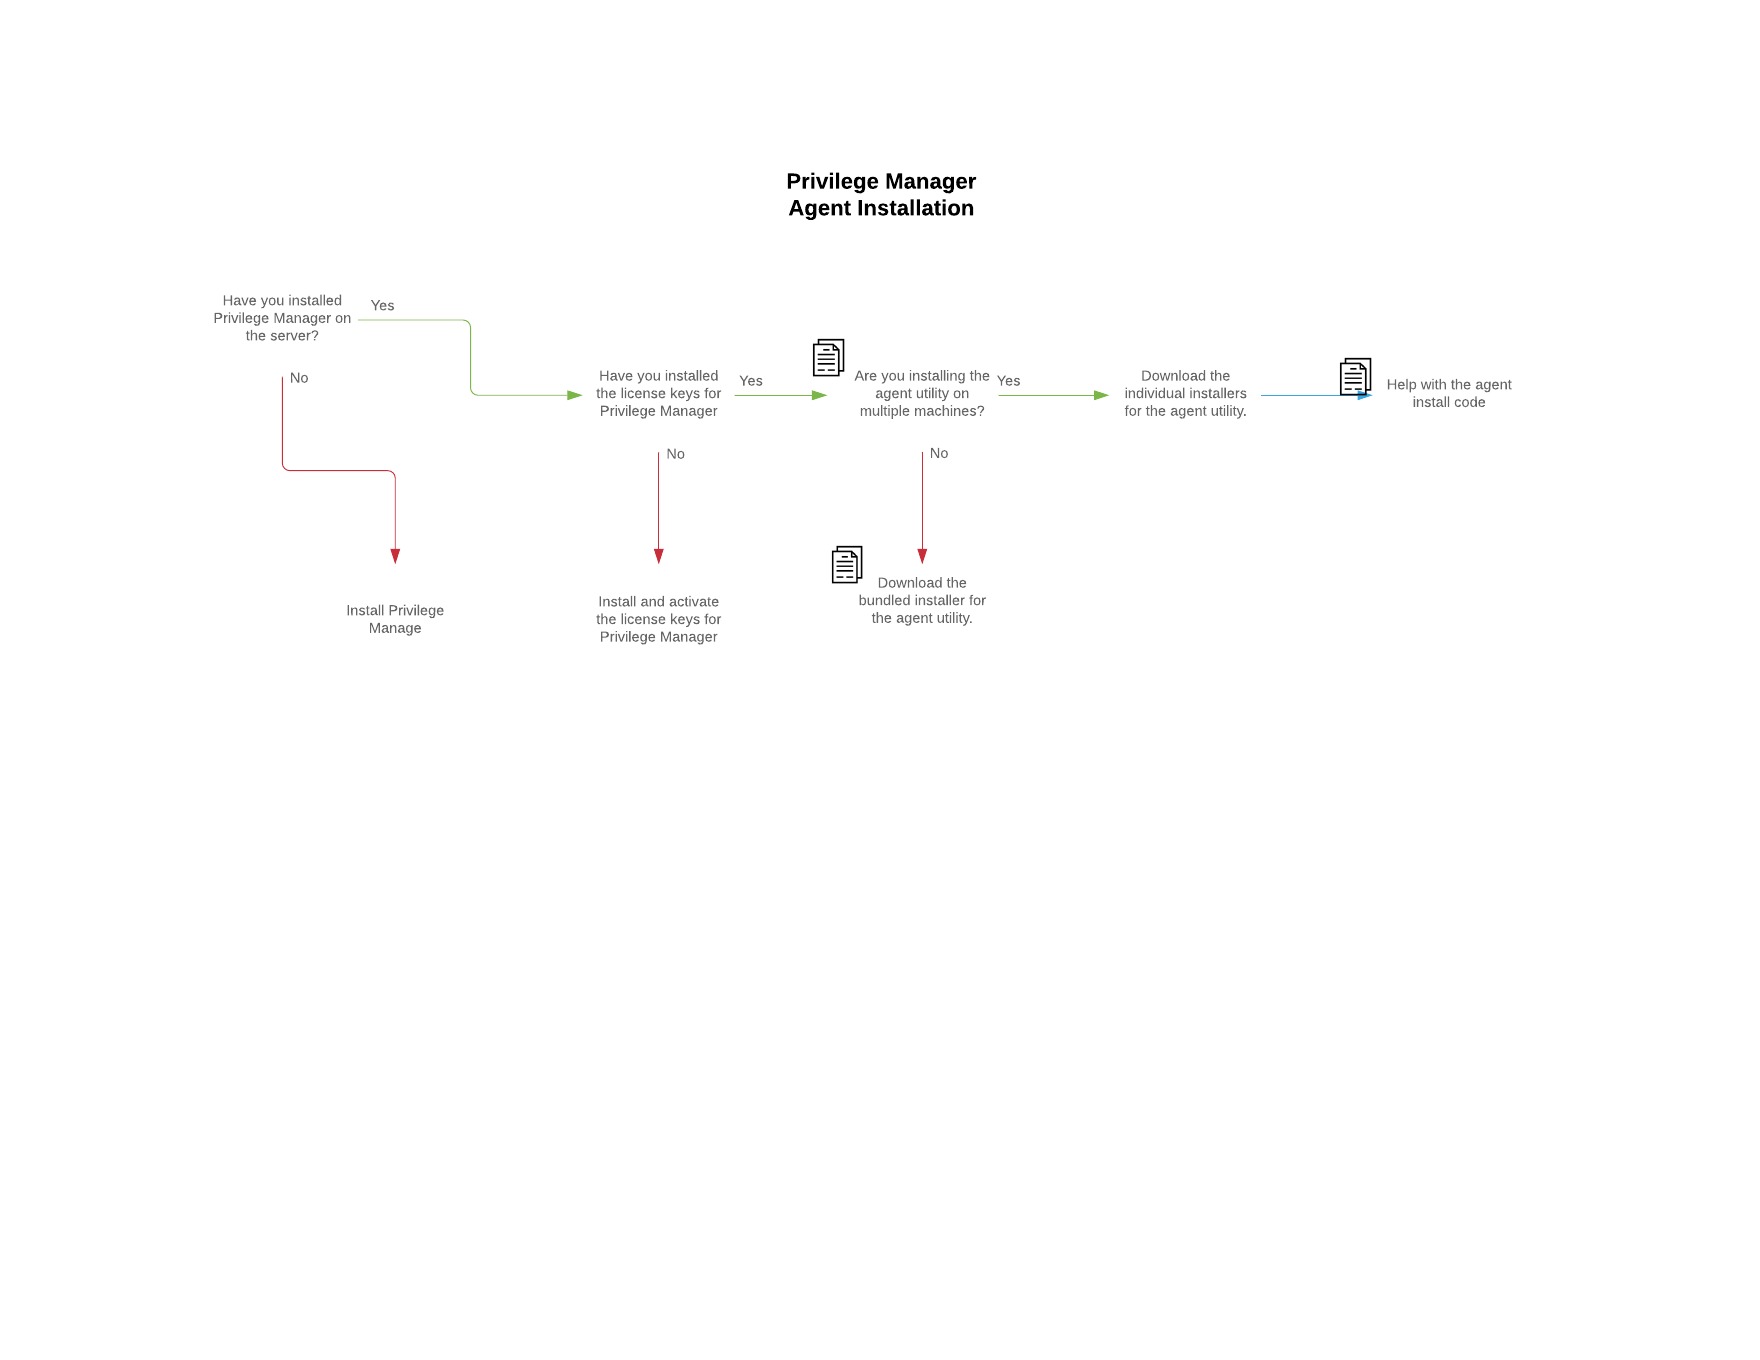 Privilege Manager
Agent Installation
Have you installed
Privilege Manager on
the server?
Yes
No
Have you installed
the license keys for
Privilege Manager
Yes
No
Are you installing the
agent utility on
multiple machines?
Yes
No
Download the
individual installers
for the agent utility.
Help with the agent
install code
Install Privilege
Manage
Install and activate
the license keys for
Privilege Manager
Download the
bundled installer for
the agent utility.